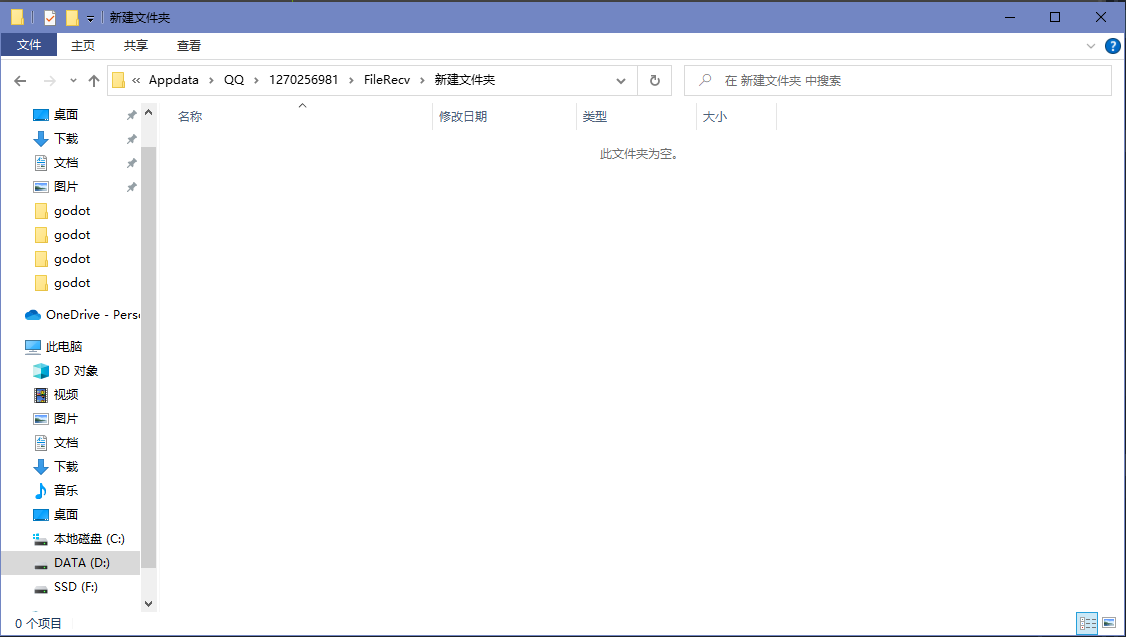 新建文件夹
文件 主页 共享 查看
« Appdata › QQ › 1270256981 › FileRecv › 新建文件夹
在 新建文件夹 中搜索
名称 修改日期 类型 大小
此文件夹为空。
桌面
下载
文档
图片
godot
godot
godot
godot
OneDrive - Pers
此电脑
3D 对象
视频
图片
文档
下载
音乐
桌面
本地磁盘 (C:)
DATA (D:)
SSD (F:)
0 个项目